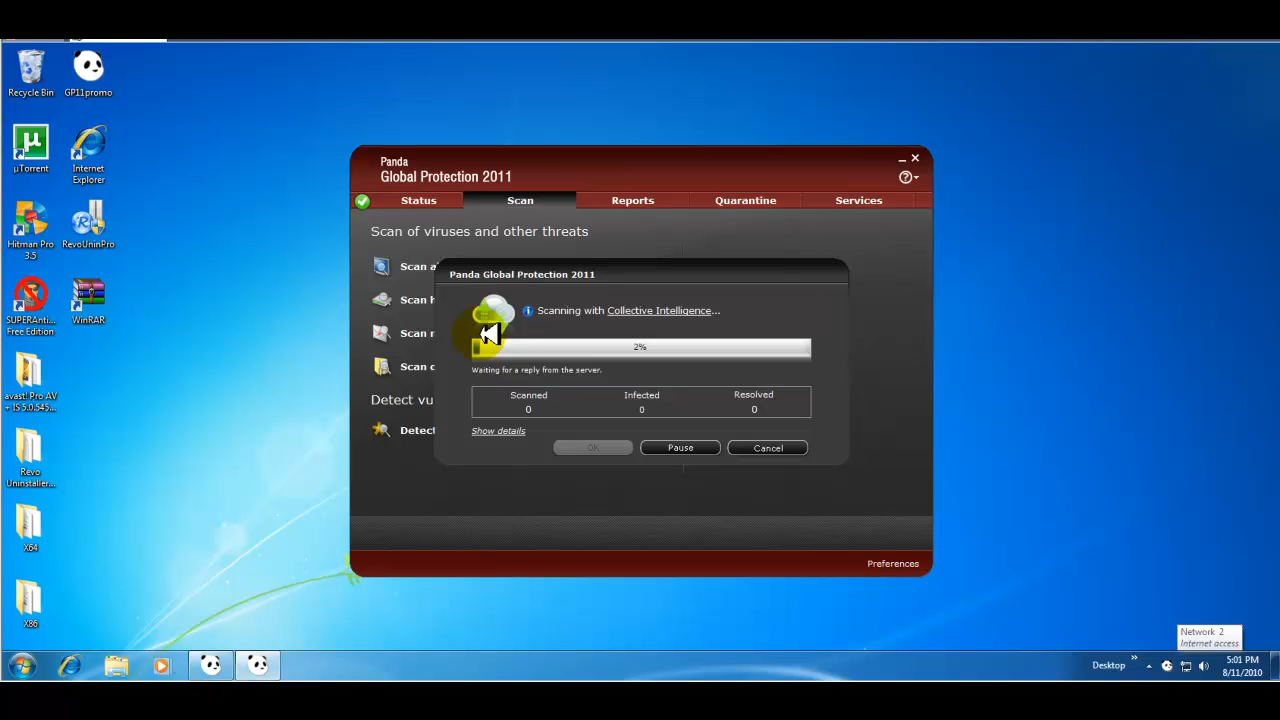 Recycle Bin
GP11promo
µTorrent
Internet
Explorer
Hitman Pro
3.5
RevoUninPro
SUPERAnti...
Free Edition
WinRAR
avast! Pro AV
+ IS 5.0.545...
Revo
Uninstaller...
X64
X86
Panda
Global Protection 2011
Status
Scan
Reports
Quarantine
Services
Scan of viruses and other threats
Scan
Scan
Scan
Scan
Detect
Detect
Panda Global Protection 2011
Scanning with Collective Intelligence...
2%
Waiting for a reply from the server.
Scanned
Infected
Resolved
0
0
0
Show details
OK
Pause
Cancel
Preferences
Network 2
Internet access
Desktop
5:01 PM
8/11/2010